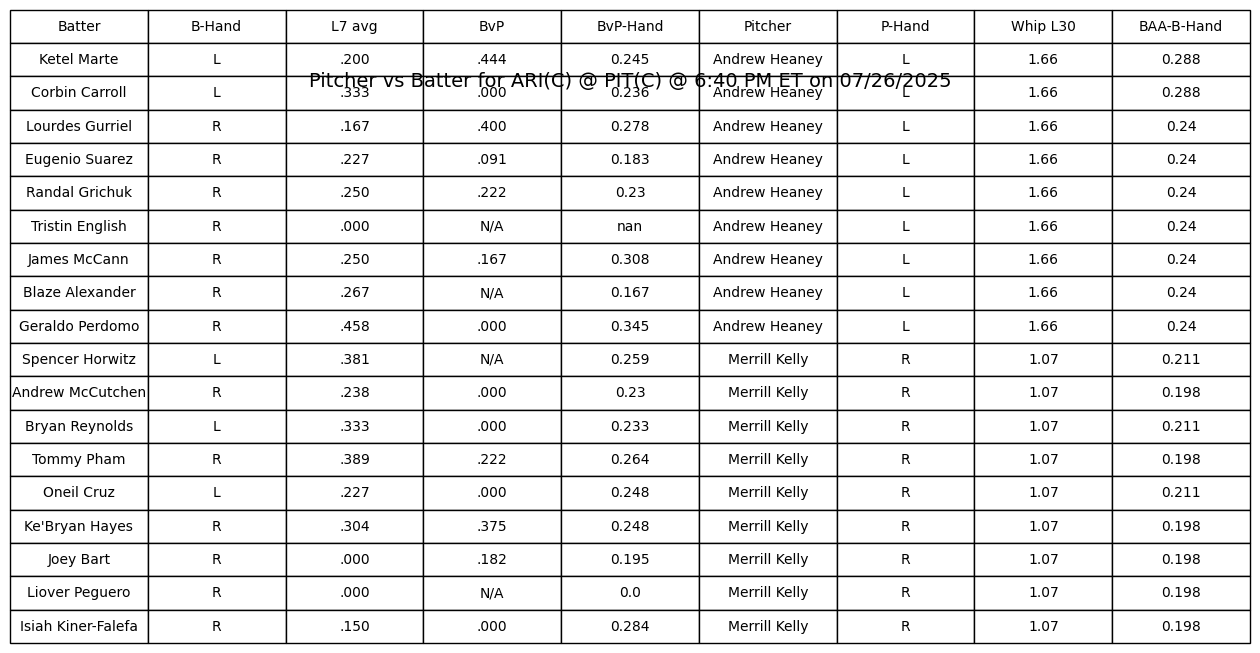 Batter B-Hand L7 avg BvP BvP-Hand Pitcher P-Hand Whip L30 BAA-B-Hand
Ketel Marte L .200 .444 0.245 Andrew Heaney L 1.66 0.288
Pitcher vs Batter for ARI(C) @ PIT(C) @ 6:40 PM ET on 07/26/2025
Corbin Carroll L .333 .000 0.236 Andrew Heaney L 1.66 0.288
Lourdes Gurriel R .167 .400 0.278 Andrew Heaney L 1.66 0.24
Eugenio Suarez R .227 .091 0.183 Andrew Heaney L 1.66 0.24
Randal Grichuk R .250 .222 0.23 Andrew Heaney L 1.66 0.24
Tristin English R .000 N/A nan Andrew Heaney L 1.66 0.24
James McCann R .250 .167 0.308 Andrew Heaney L 1.66 0.24
Blaze Alexander R .267 N/A 0.167 Andrew Heaney L 1.66 0.24
Geraldo Perdomo R .458 .000 0.345 Andrew Heaney L 1.66 0.24
Spencer Horwitz L .381 N/A 0.259 Merrill Kelly R 1.07 0.211
Andrew McCutchen R .238 .000 0.23 Merrill Kelly R 1.07 0.198
Bryan Reynolds L .333 .000 0.233 Merrill Kelly R 1.07 0.211
Tommy Pham R .389 .222 0.264 Merrill Kelly R 1.07 0.198
Oneil Cruz L .227 .000 0.248 Merrill Kelly R 1.07 0.211
Ke'Bryan Hayes R .304 .375 0.248 Merrill Kelly R 1.07 0.198
Joey Bart R .000 .182 0.195 Merrill Kelly R 1.07 0.198
Liover Peguero R .000 N/A 0.0 Merrill Kelly R 1.07 0.198
Isiah Kiner-Falefa R .150 .000 0.284 Merrill Kelly R 1.07 0.198